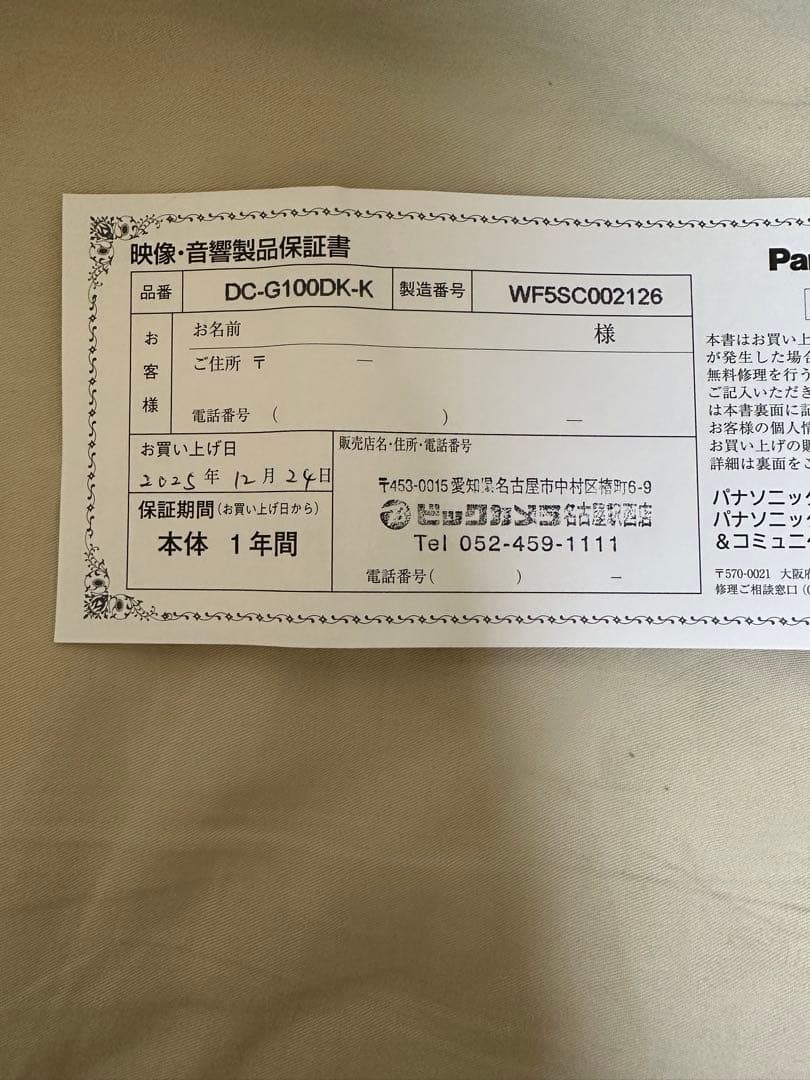 映像・音響製品保証書
Pa
品番 DC-G100DK-K 製造番号 WF5SC002126
お客様
お名前 様
ご住所 〒 —
電話番号 ( ) —
お買い上げ日
2025年 12月 24日
保証期間(お買い上げ日から)
本体 1年間
販売店名・住所・電話番号
〒453-0015 愛知県名古屋市中村区椿町6-9
ビックカメラ名古屋駅西店
Tel 052-459-1111
電話番号( ) —
本書はお買い上
が発生した場合
無料修理を行う
ご記入いただき
は本書裏面に記
お客様の個人情
お買い上げの販
詳細は裏面をご
パナソニック
パナソニック
&コミュニケ
〒570-0021 大阪府
修理ご相談窓口(0